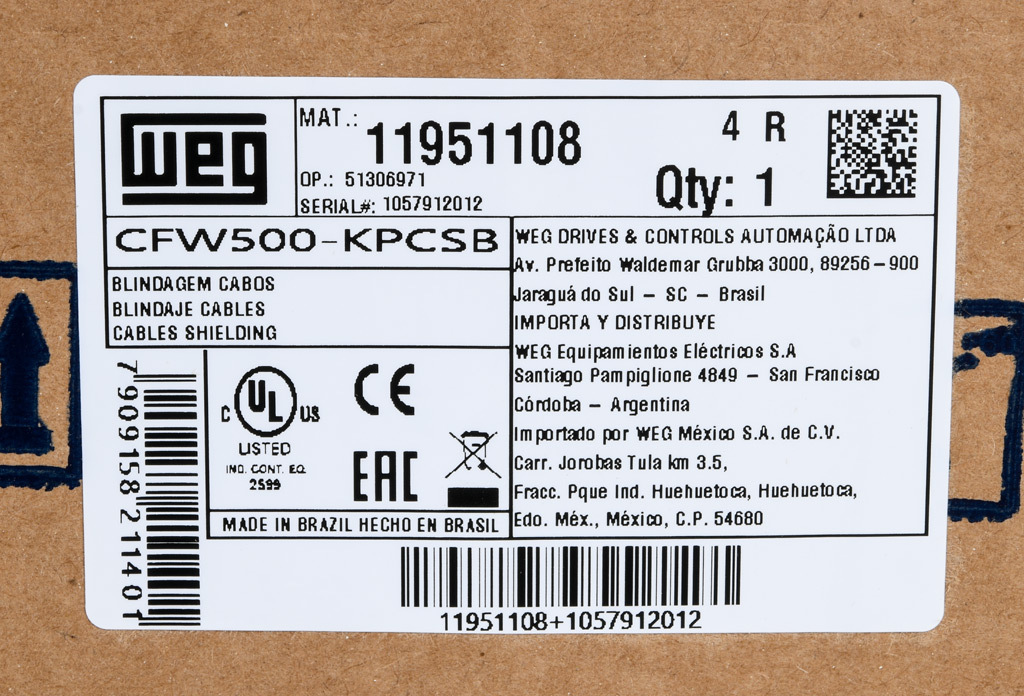 weg
MAT.: 11951108
4 R
OP.: 51306971
Qty: 1
SERIAL#: 1057912012
CFW500-KPCSB
BLINDAGEM CABOS
BLINDAJE CABLES
CABLES SHIELDING
WEG DRIVES & CONTROLS AUTOMAÇÃO LTDA
Av. Prefeito Waldemar Grubba 3000, 89256-900
Jaraguá do Sul - SC - Brasil
IMPORTA Y DISTRIBUYE
WEG Equipamientos Eléctricos S.A
Santiago Pampiglione 4849 - San Francisco
Córdoba - Argentina
Importado por WEG México S.A. de C.V.
Carr. Jorobas Tula km 3.5,
Fracc. Pque Ind. Huehuetoca, Huehuetoca,
Edo. Méx., México, C.P. 54680
7 909158 211401
C UL US
LISTED
IND. CONT. EQ.
2S99
CE
EAC
MADE IN BRAZIL HECHO EN BRASIL
11951108+1057912012